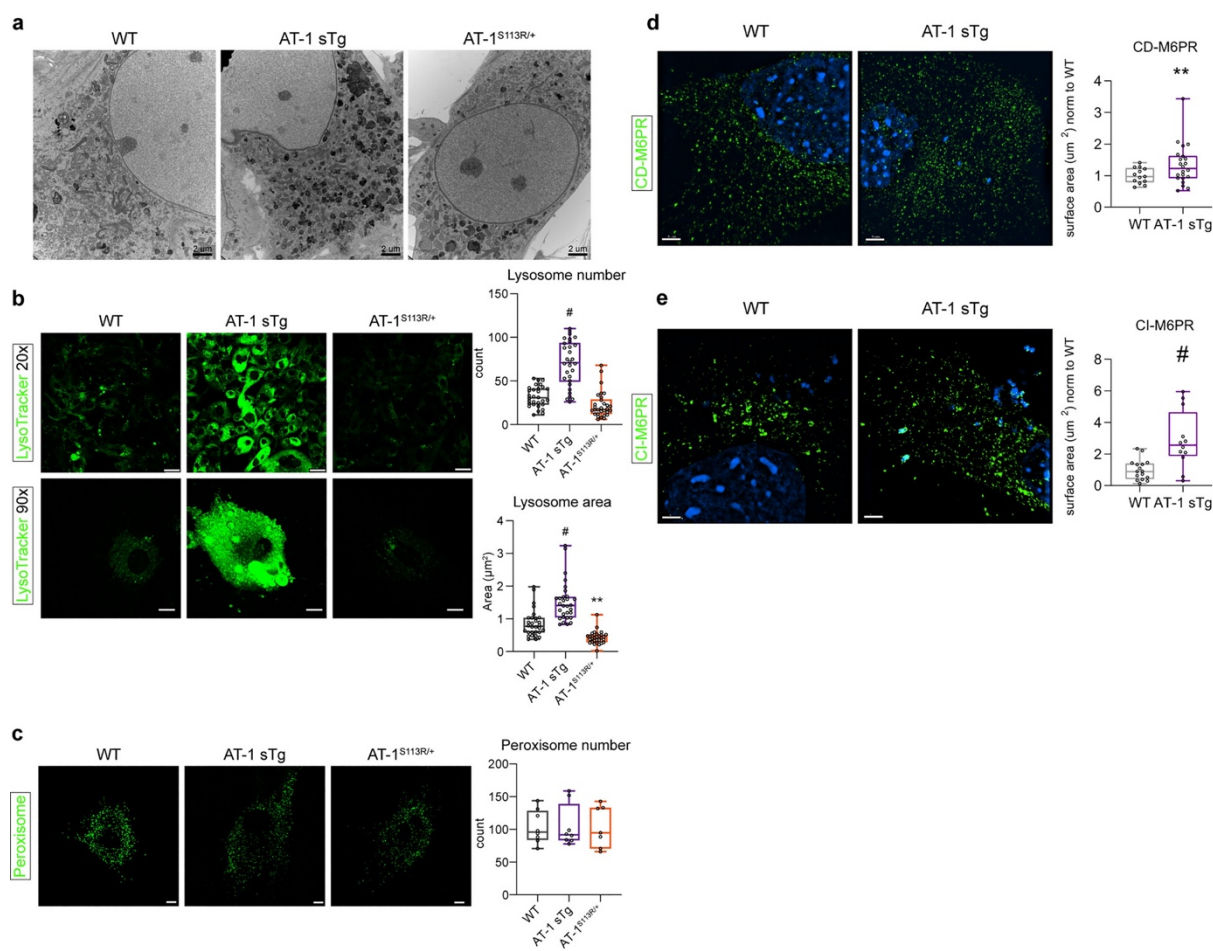 a
WT
AT-1 sTg
AT-1S113R/+
2 um
2 um
2 um
b
WT
AT-1 sTg
AT-1S113R/+
LysoTracker 20x
LysoTracker 90x
Lysosome number
count
150
100
50
0
#
WT
AT-1 sTg
AT-1S113R/+
Lysosome area
Area (μm²)
4
3
2
1
0
#
**
WT
AT-1 sTg
AT-1S113R/+
c
WT
AT-1 sTg
AT-1S113R/+
Peroxisome
Peroxisome number
count
200
150
100
50
0
WT
AT-1 sTg
AT-1S113R/+
d
WT
AT-1 sTg
CD-M6PR
CD-M6PR
surface area (um ²) norm to WT
4
3
2
1
0
**
WT AT-1 sTg
e
WT
AT-1 sTg
CI-M6PR
CI-M6PR
surface area (um ²) norm to WT
8
6
4
2
0
#
WT AT-1 sTg